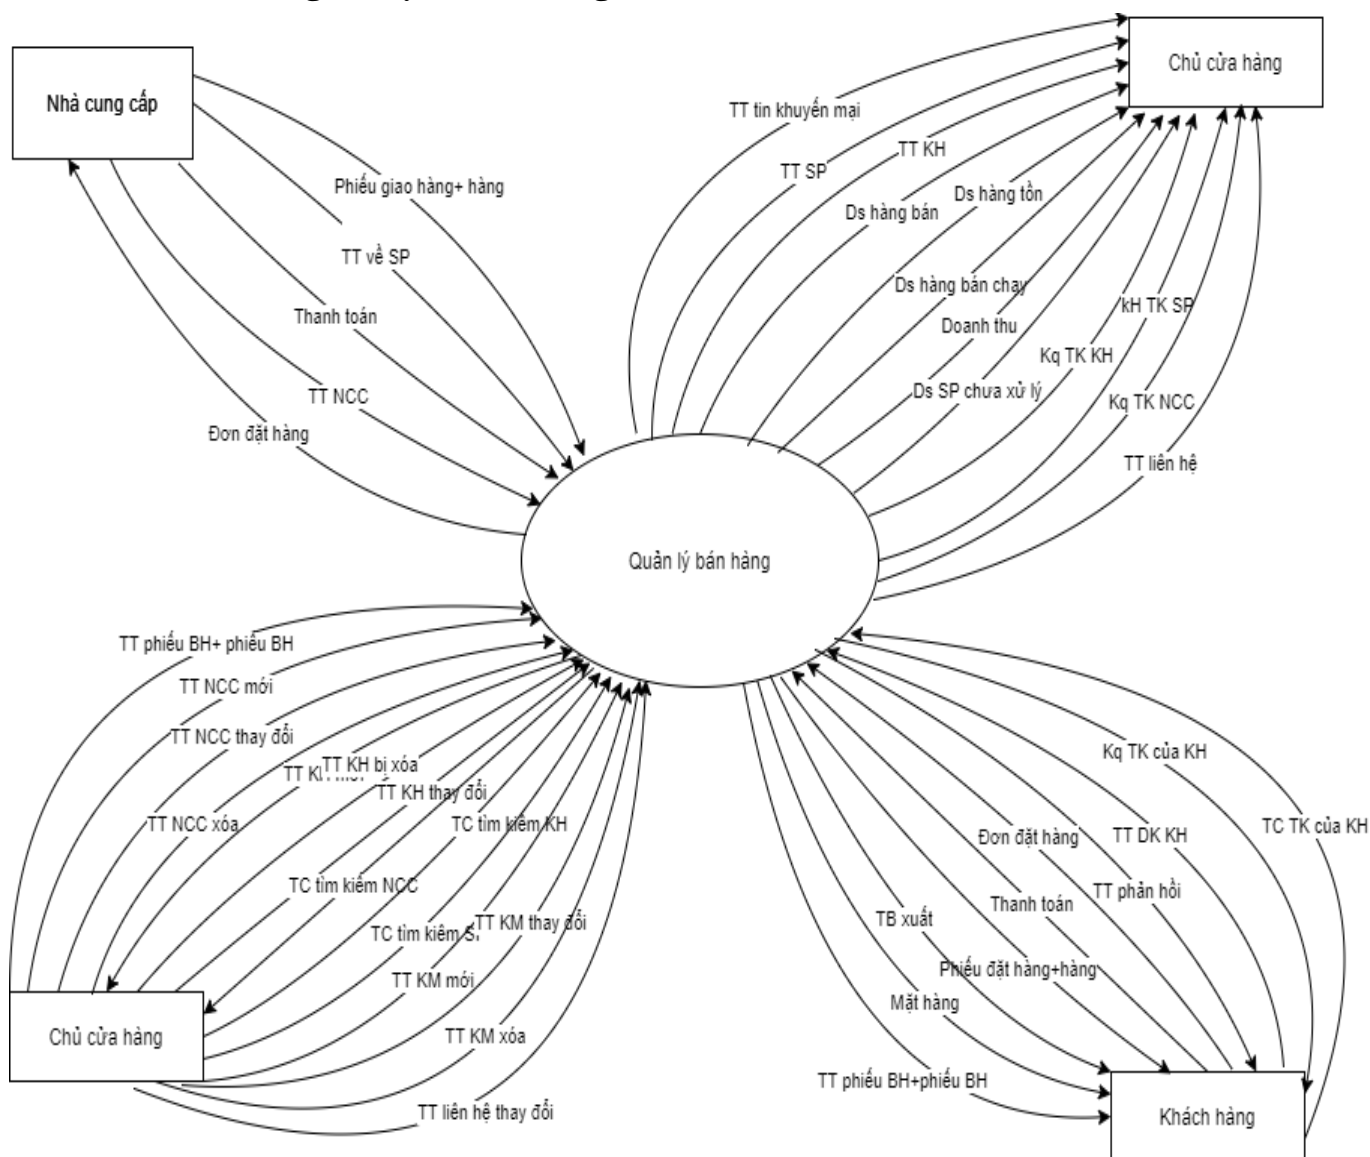 Nhà cung cấp
Chủ cửa hàng
TT tin khuyến mại
TT KH
TT SP
Phiếu giao hàng+ hàng
Ds hàng tồn
Ds hàng bán
TT về SP
Ds hàng bán chạy
kH TK SP
Thanh toán
Doanh thu
Kq TK KH
Ds SP chưa xử lý
TT NCC
Kq TK NCC
Đơn đặt hàng
TT liên hệ
Quản lý bán hàng
TT phiếu BH+ phiếu BH
TT NCC mới
TT NCC thay đổi
Kq TK của KH
TT KH bị xóa
TT KH thay đổi
TT NCC xóa
TC tìm kiếm KH
TC TK của KH
Đơn đặt hàng
TT DK KH
TC tìm kiếm NCC
TT phản hồi
Thanh toán
TB xuất
TT KM thay đổi
TC tìm kiếm
Phiếu đặt hàng+hàng
TT KM mới
Mặt hàng
Chủ cửa hàng
TT KM xóa
TT phiếu BH+phiếu BH
TT liên hệ thay đổi
Khách hàng